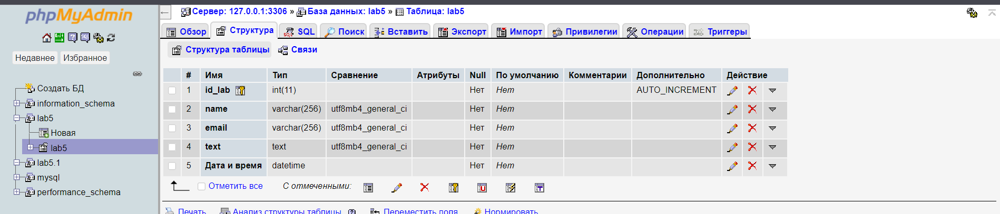 phpMyAdmin
Недавнее Избранное
Создать БД
information_schema
lab5
Новая
lab5
lab5.1
mysql
performance_schema
Сервер: 127.0.0.1:3306 » База данных: lab5 » Таблица: lab5
Обзор Структура SQL Поиск Вставить Экспорт Импорт Привилегии Операции Триггеры
Структура таблицы Связи
# Имя Тип Сравнение Атрибуты Null По умолчанию Комментарии Дополнительно Действие
1 id_lab int(11) Нет Нет AUTO_INCREMENT
2 name varchar(256) utf8mb4_general_ci Нет Нет
3 email varchar(256) utf8mb4_general_ci Нет Нет
4 text text utf8mb4_general_ci Нет Нет
5 Дата и время datetime Нет Нет
Отметить все С отмеченными:
Печать Анализ структуры таблицы Переместить поля Нормировать